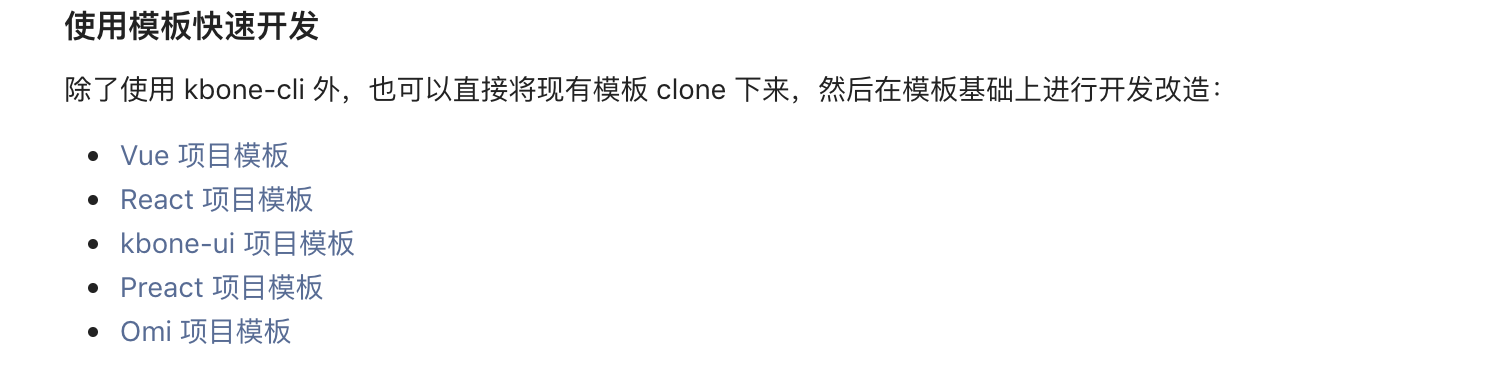 使用模板快速开发
除了使用 kbone-cli 外，也可以直接将现有模板 clone 下来，然后在模板基础上进行开发改造：
Vue 项目模板
React 项目模板
kbone-ui 项目模板
Preact 项目模板
Omi 项目模板